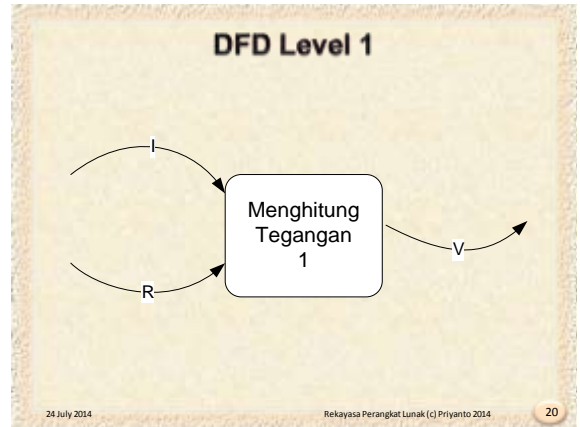 DFD Level 1
I
Menghitung
Tegangan
1
V
R
24 July 2014
Rekayasa Perangkat Lunak (c) Priyanto 2014
20